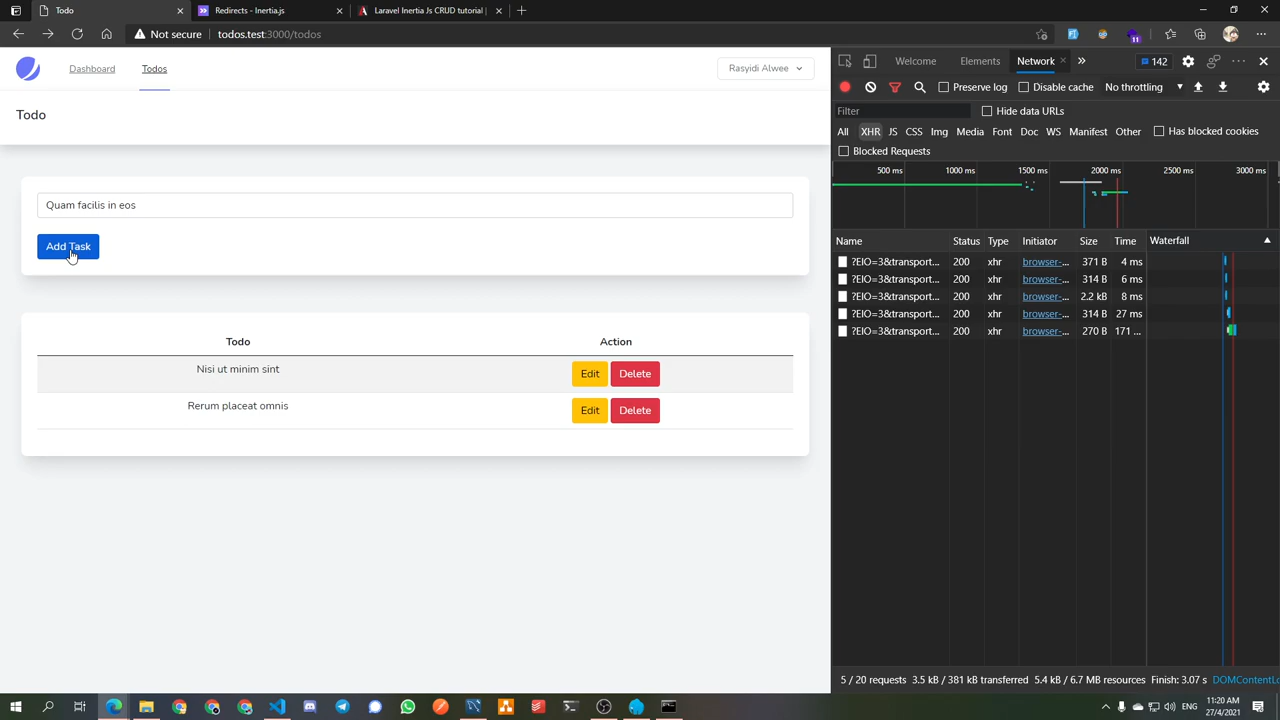 Todo
Redirects - Inertia.js
Laravel Inertia Js CRUD tutorial |
Not secure
todos.test:3000/todos
11
Dashboard
Todos
Rasyidi Alwee
Todo
Quam facilis in eos
Add Task
Todo Action
Nisi ut minim sint Edit Delete
Rerum placeat omnis Edit Delete
Welcome Elements Network
142
Preserve log Disable cache No throttling
Filter Hide data URLs
All XHR JS CSS Img Media Font Doc WS Manifest Other Has blocked cookies
Blocked Requests
500 ms 1000 ms 1500 ms 2000 ms 2500 ms 3000 ms
Name Status Type Initiator Size Time Waterfall
?EIO=3&transport... 200 xhr browser-... 371 B 4 ms
?EIO=3&transport... 200 xhr browser-... 314 B 6 ms
?EIO=3&transport... 200 xhr browser-... 2.2 kB 8 ms
?EIO=3&transport... 200 xhr browser-... 314 B 27 ms
?EIO=3&transport... 200 xhr browser-... 270 B 171 ...
5 / 20 requests 3.5 kB / 381 kB transferred 5.4 kB / 6.7 MB resources Finish: 3.07 s DOMContentLo
ENG
11:20 AM
27/4/2021